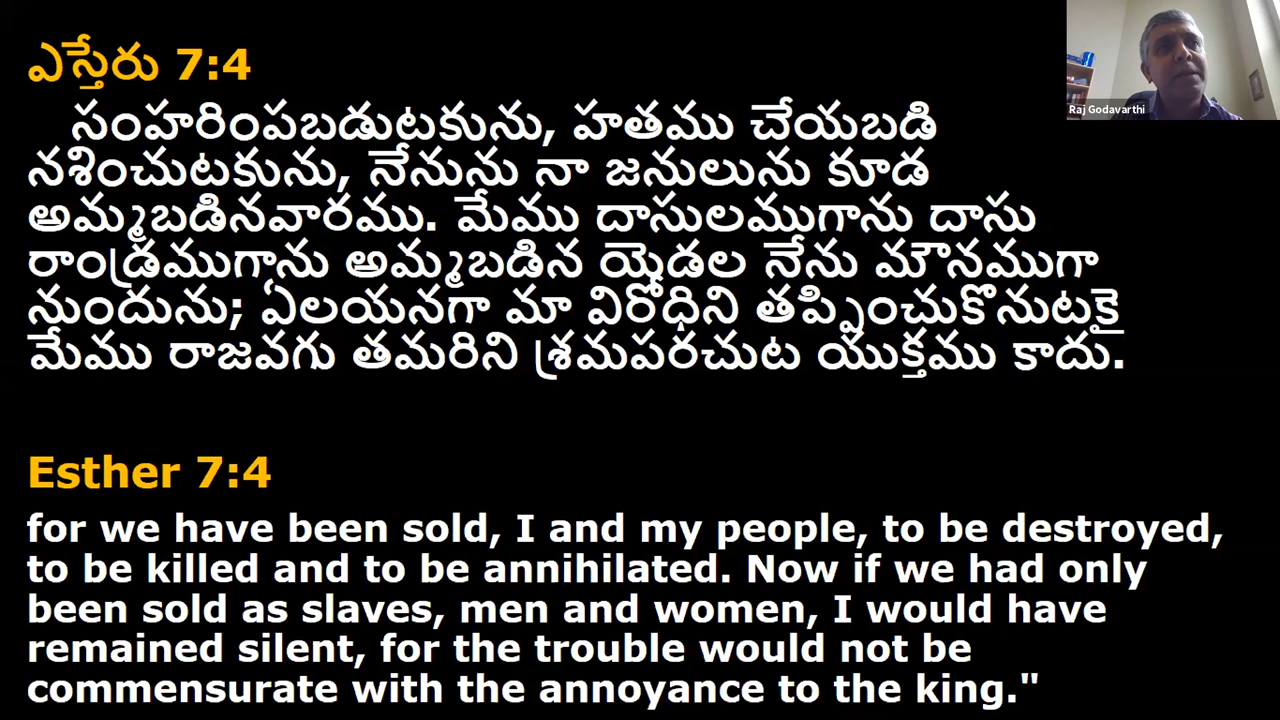 ఎస్తేరు 7:4
సంహరింపబడుటకును, హతము చేయబడి
నశించుటకును, నేనును నా జనులును కూడ
అమ్మబడినవారము. మేము దాసులముగాను దాసు
రాండ్రముగాను అమ్మబడిన యెడల నేను మౌనముగా
నుందును; ఏలయనగా మా విరోధిని తప్పించుకొనుటకై
మేము రాజవగు తమరిని శ్రమపరచుట యుక్తము కాదు.
Esther 7:4
for we have been sold, I and my people, to be destroyed,
to be killed and to be annihilated. Now if we had only
been sold as slaves, men and women, I would have
remained silent, for the trouble would not be
commensurate with the annoyance to the king."
Raj Godavarthi